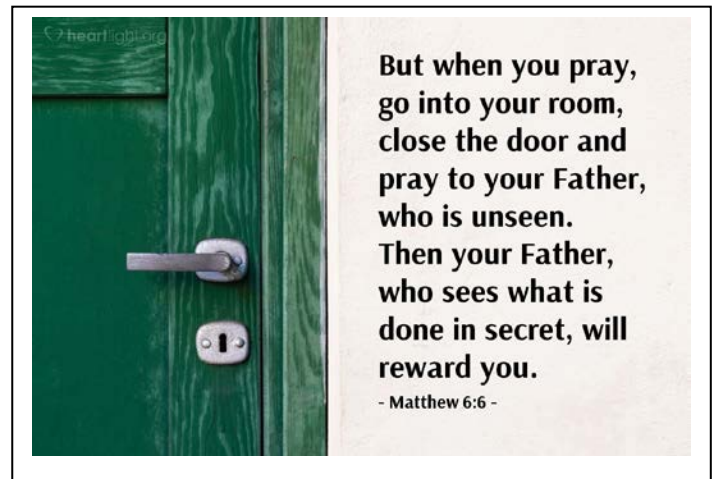 heartlight.org
But when you pray,
go into your room,
close the door and
pray to your Father,
who is unseen.
Then your Father,
who sees what is
done in secret, will
reward you.
- Matthew 6:6 -